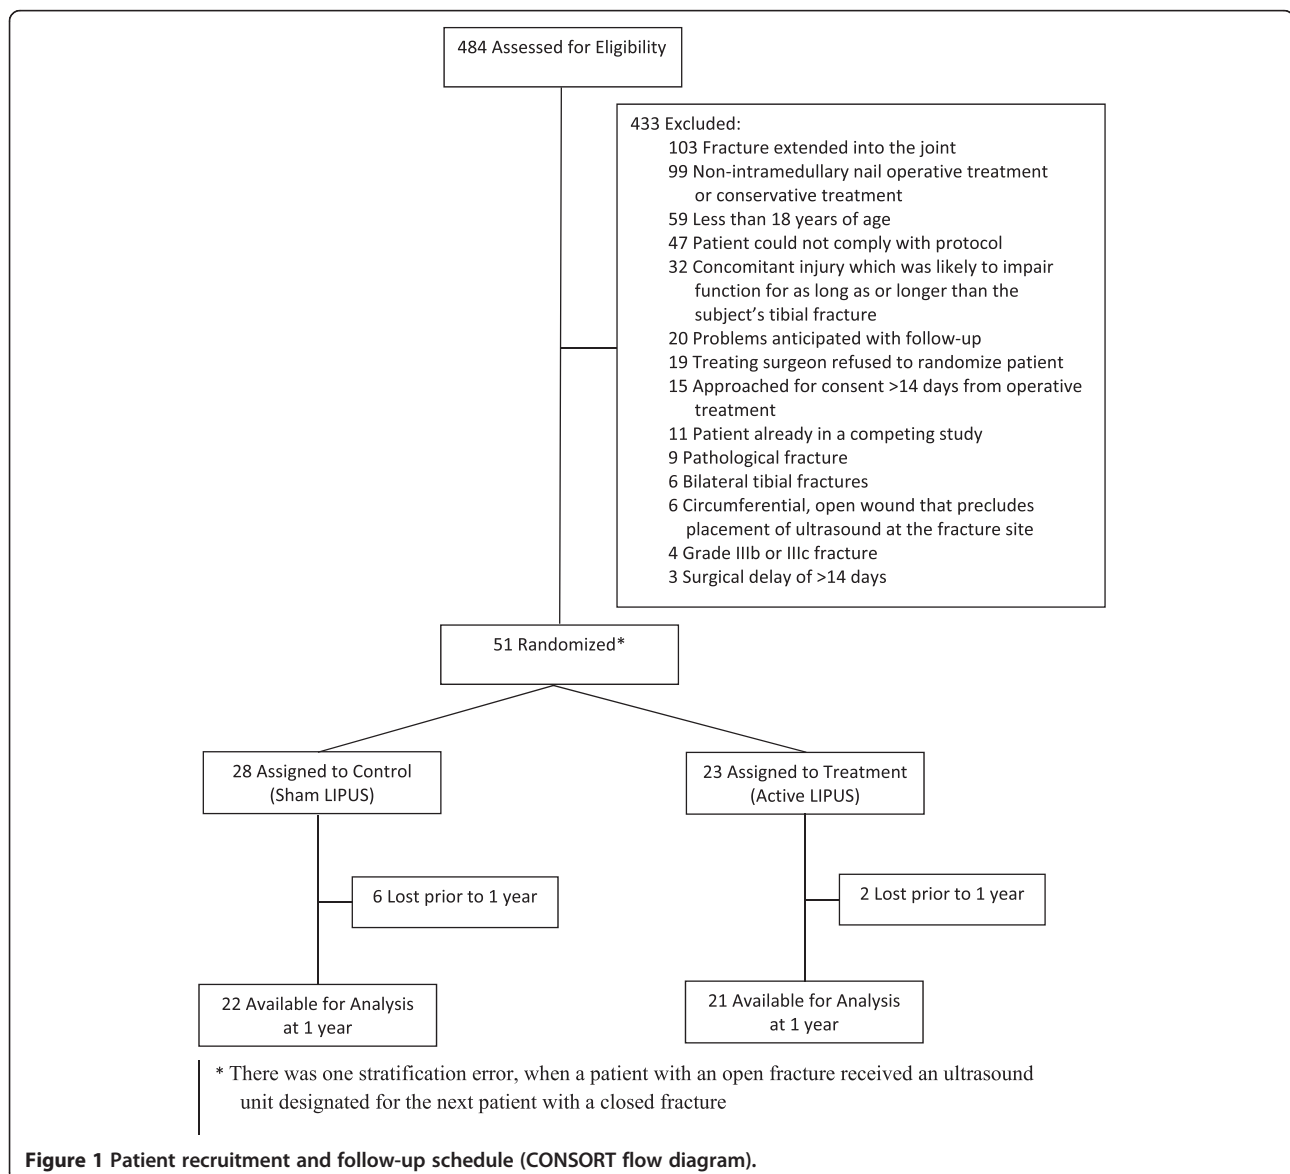 484 Assessed for Eligibility
433 Excluded:
103 Fracture extended into the joint
99 Non-intramedullary nail operative treatment
or conservative treatment
59 Less than 18 years of age
47 Patient could not comply with protocol
32 Concomitant injury which was likely to impair
function for as long as or longer than the
subject's tibial fracture
20 Problems anticipated with follow-up
19 Treating surgeon refused to randomize patient
15 Approached for consent >14 days from operative
treatment
11 Patient already in a competing study
9 Pathological fracture
6 Bilateral tibial fractures
6 Circumferential, open wound that precludes
placement of ultrasound at the fracture site
4 Grade IIIb or IIIc fracture
3 Surgical delay of >14 days
51 Randomized*
28 Assigned to Control
(Sham LIPUS)
23 Assigned to Treatment
(Active LIPUS)
6 Lost prior to 1 year
2 Lost prior to 1 year
22 Available for Analysis
at 1 year
21 Available for Analysis
at 1 year
* There was one stratification error, when a patient with an open fracture received an ultrasound
unit designated for the next patient with a closed fracture
Figure 1 Patient recruitment and follow-up schedule (CONSORT flow diagram).